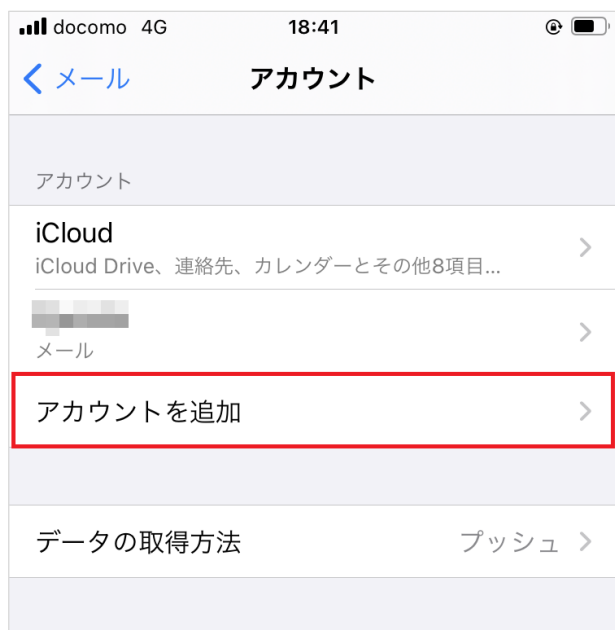 docomo 4G 18:41
メール アカウント
アカウント
iCloud
iCloud Drive、連絡先、カレンダーとその他8項目...
メール
アカウントを追加
データの取得方法 プッシュ